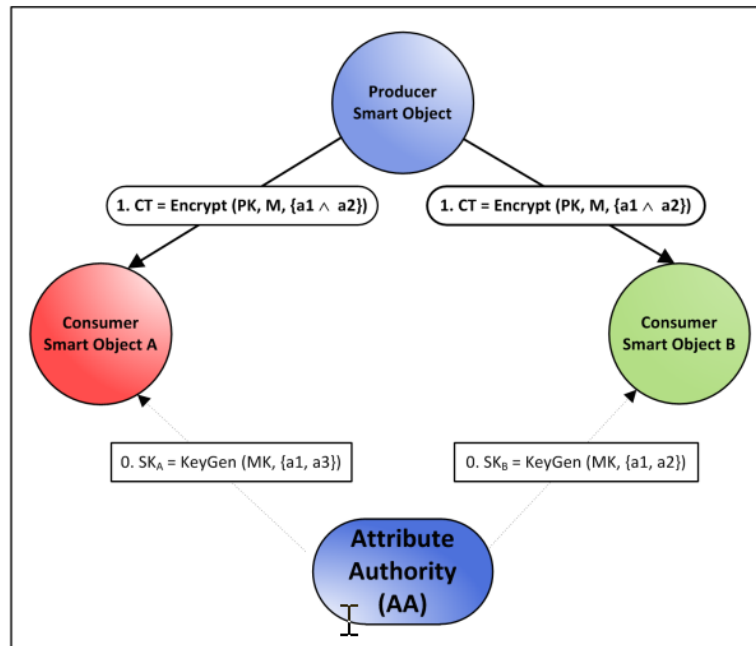 Producer
Smart Object
1. CT = Encrypt (PK, M, {a1 ∧ a2})
1. CT = Encrypt (PK, M, {a1 ∧ a2})
Consumer
Smart Object A
Consumer
Smart Object B
0. SKA = KeyGen (MK, {a1, a3})
0. SKB = KeyGen (MK, {a1, a2})
Attribute
Authority
(AA)